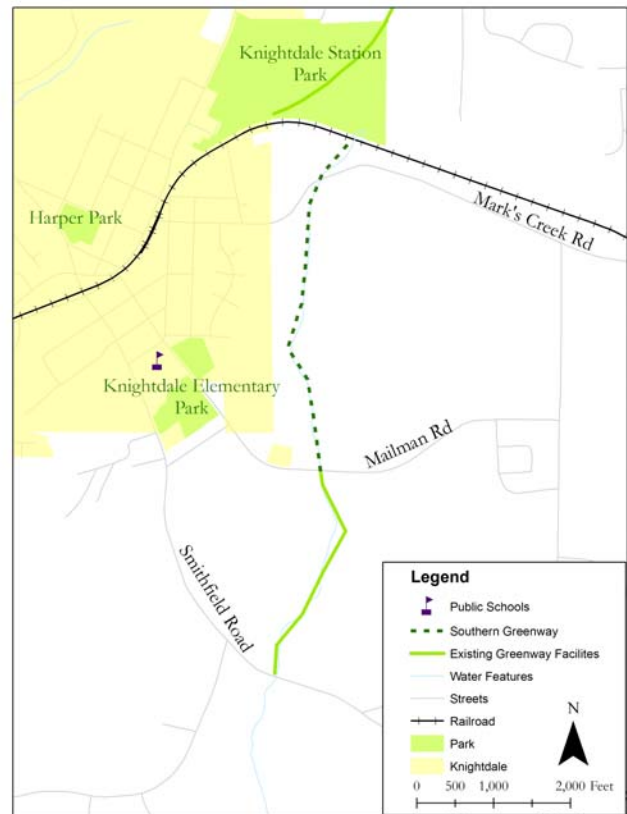 Knightdale Station
Park
Harper Park
Mark's Creek Rd
Knightdale Elementary
Park
Mailman Rd
Smithfield Road
Legend
Public Schools
Southern Greenway
Existing Greenway Facilites
Water Features
Streets
Railroad
Park
Knightdale
N
0 500 1,000 2,000 Feet